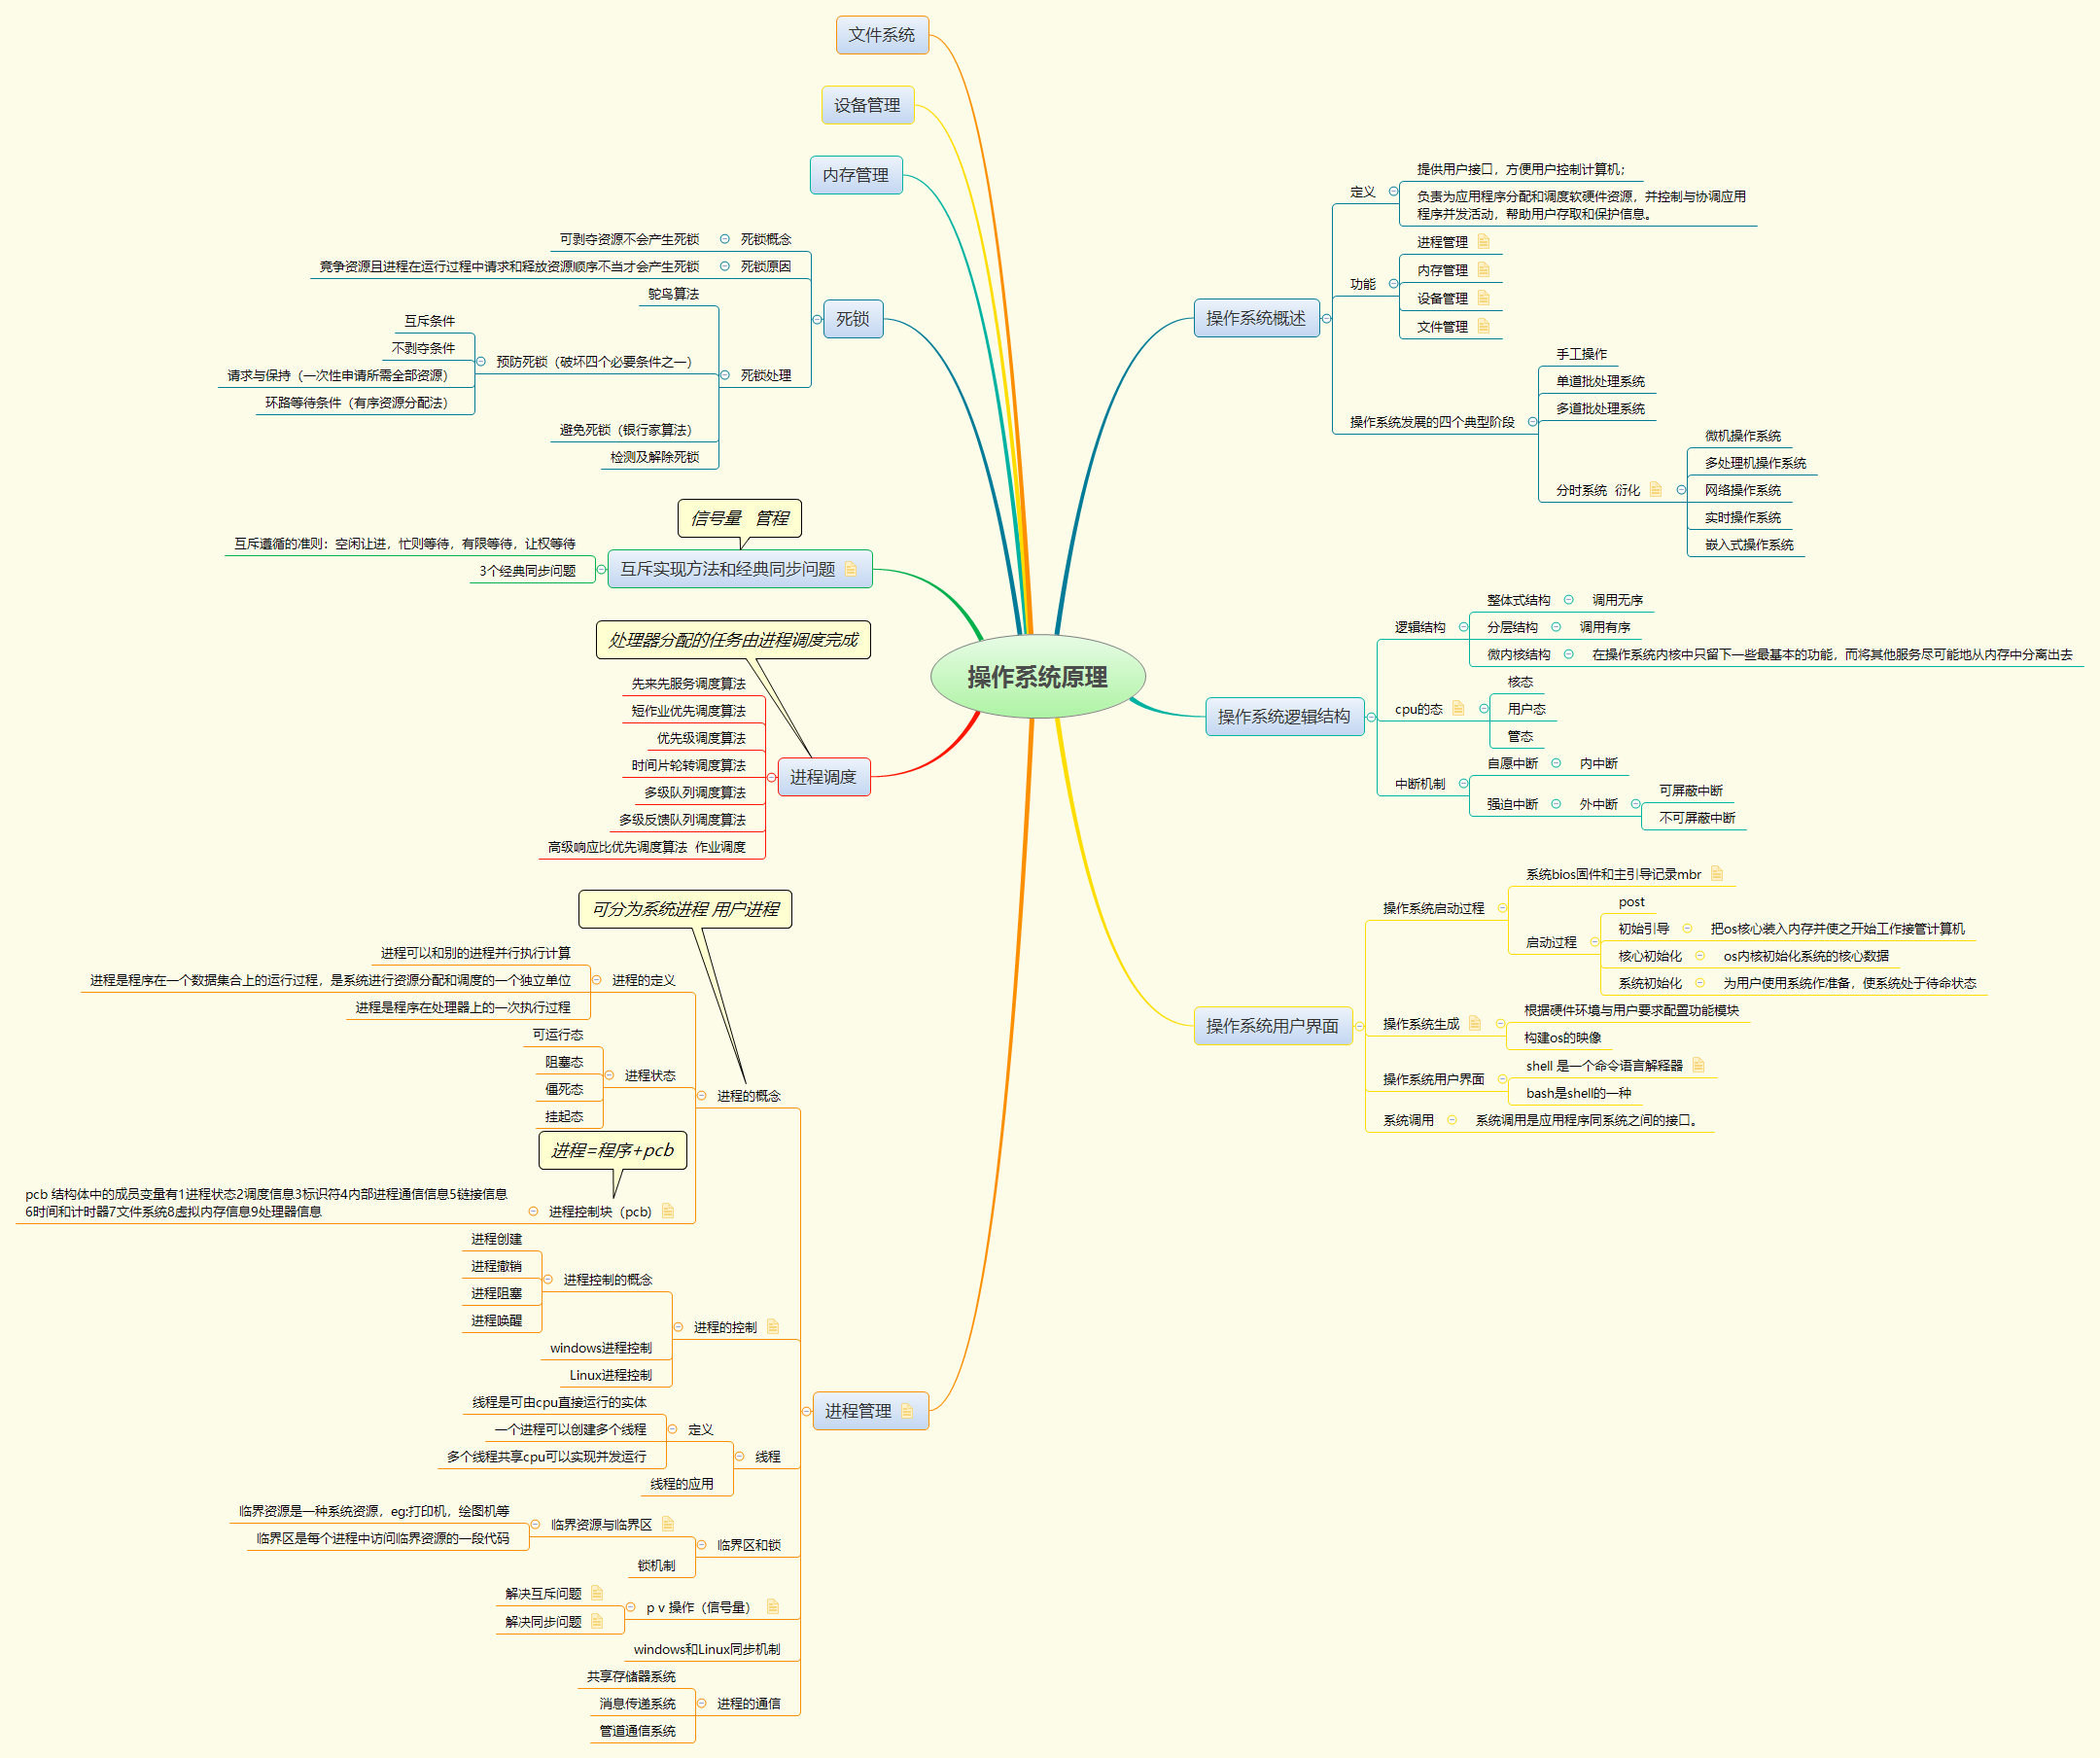 操作系统原理
操作系统概述
定义
提供用户接口，方便用户控制计算机；
负责为应用程序分配和调度软硬件资源，并控制与协调应用
程序并发活动，帮助用户存取和保护信息。
功能
进程管理
内存管理
设备管理
文件管理
操作系统发展的四个典型阶段
手工操作
单道批处理系统
多道批处理系统
分时系统 衍化
微机操作系统
多处理机操作系统
网络操作系统
实时操作系统
嵌入式操作系统
操作系统逻辑结构
逻辑结构
整体式结构
调用无序
分层结构
调用有序
微内核结构
在操作系统内核中只留下一些最基本的功能，而将其他服务尽可能地从内存中分离出去
cpu的态
核态
用户态
管态
中断机制
自愿中断
内中断
强迫中断
外中断
可屏蔽中断
不可屏蔽中断
操作系统用户界面
操作系统启动过程
系统bios固件和主引导记录mbr
启动过程
post
初始引导
把os核心装入内存并使之开始工作接管计算机
核心初始化
os内核初始化系统的核心数据
系统初始化
为用户使用系统作准备，使系统处于待命状态
操作系统生成
根据硬件环境与用户要求配置功能模块
构建os的映像
操作系统用户界面
shell 是一个命令语言解释器
bash是shell的一种
系统调用
系统调用是应用程序同系统之间的接口。
文件系统
设备管理
内存管理
死锁
死锁概念
可剥夺资源不会产生死锁
死锁原因
竞争资源且进程在运行过程中请求和释放资源顺序不当才会产生死锁
死锁处理
鸵鸟算法
预防死锁（破坏四个必要条件之一）
互斥条件
不剥夺条件
请求与保持（一次性申请所需全部资源）
环路等待条件（有序资源分配法）
避免死锁（银行家算法）
检测及解除死锁
信号量 管程
互斥实现方法和经典同步问题
互斥遵循的准则：空闲让进，忙则等待，有限等待，让权等待
3个经典同步问题
处理器分配的任务由进程调度完成
进程调度
先来先服务调度算法
短作业优先调度算法
优先级调度算法
时间片轮转调度算法
多级队列调度算法
多级反馈队列调度算法
高级响应比优先调度算法 作业调度
进程管理
可分为系统进程 用户进程
进程的概念
进程的定义
进程可以和别的进程并行执行计算
进程是程序在一个数据集合上的运行过程，是系统进行资源分配和调度的一个独立单位
进程是程序在处理器上的一次执行过程
进程状态
可运行态
阻塞态
僵死态
挂起态
进程=程序+pcb
进程控制块（pcb）
pcb 结构体中的成员变量有1进程状态2调度信息3标识符4内部进程通信信息5链接信息
6时间和计时器7文件系统8虚拟内存信息9处理器信息
进程的控制
进程控制的概念
进程创建
进程撤销
进程阻塞
进程唤醒
windows进程控制
Linux进程控制
线程
定义
线程是可由cpu直接运行的实体
一个进程可以创建多个线程
多个线程共享cpu可以实现并发运行
线程的应用
临界区和锁
临界资源与临界区
临界资源是一种系统资源，eg:打印机，绘图机等
临界区是每个进程中访问临界资源的一段代码
锁机制
p v 操作（信号量）
解决互斥问题
解决同步问题
windows和Linux同步机制
进程的通信
共享存储器系统
消息传递系统
管道通信系统